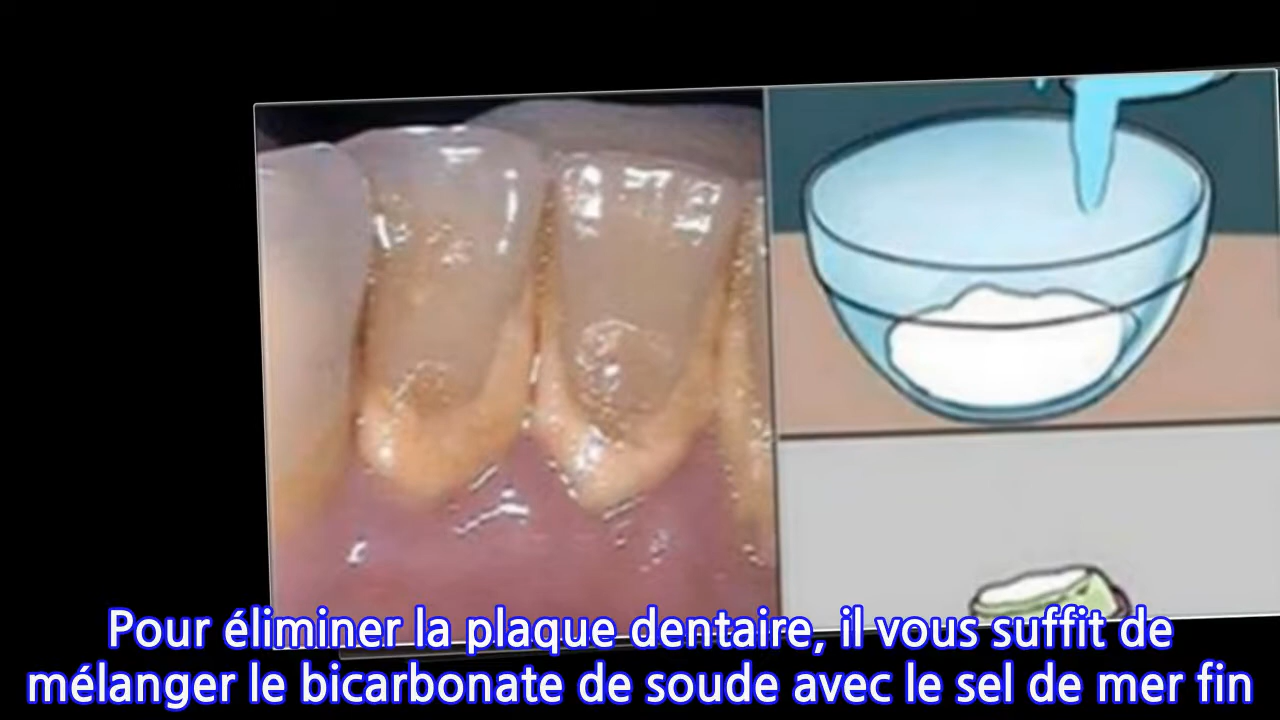 Pour éliminer la plaque dentaire, il vous suffit de
mélanger le bicarbonate de soude avec le sel de mer fin